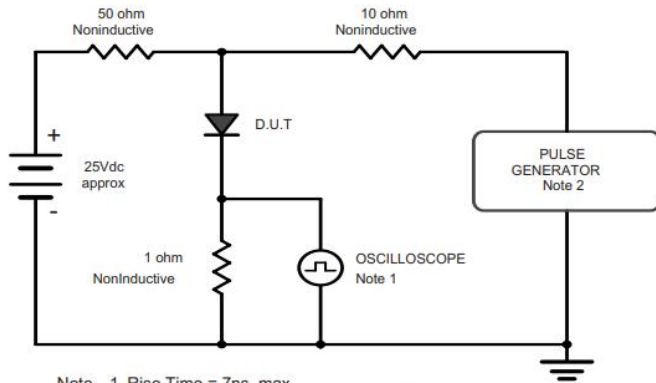 50 ohm
Noninductive
10 ohm
Noninductive
D.U.T
+
25Vdc
approx
-
PULSE
GENERATOR
Note 2
1 ohm
NonInductive
OSCILLOSCOPE
Note 1
Note 1. Rise Time = 7ns, max